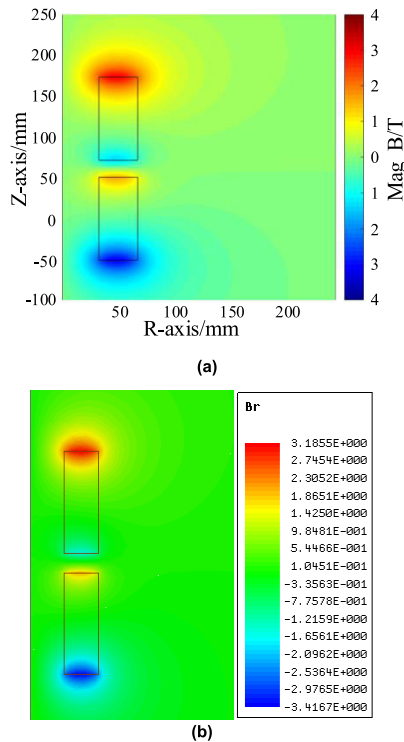 250
200
150
100
50
0
-50
-100
Z-axis/mm
50
100
150
200
R-axis/mm
4
3
2
1
0
1
2
3
4
Mag_B/T
(a)
Br
3.1855E+000
2.7454E+000
2.3052E+000
1.8651E+000
1.4250E+000
9.8481E-001
5.4466E-001
1.0451E-001
-3.3563E-001
-7.7578E-001
-1.2159E+000
-1.6561E+000
-2.0962E+000
-2.5364E+000
-2.9765E+000
-3.4167E+000
(b)